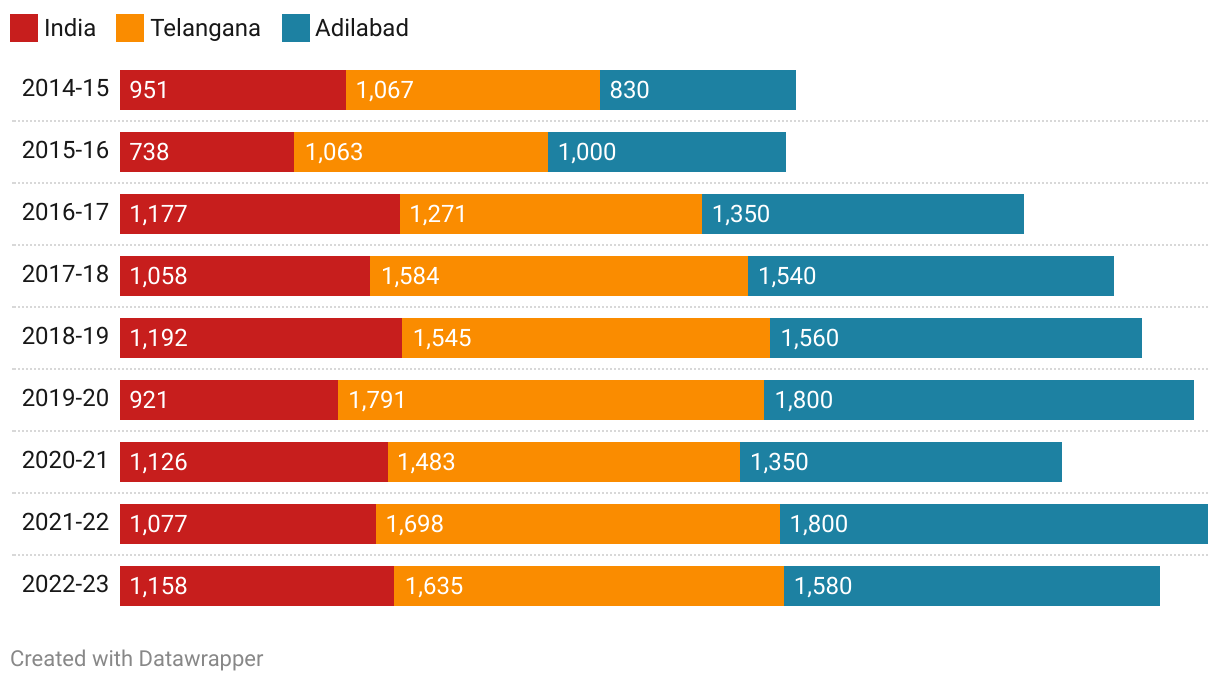 India Telangana Adilabad
2014-15 951 1,067 830
2015-16 738 1,063 1,000
2016-17 1,177 1,271 1,350
2017-18 1,058 1,584 1,540
2018-19 1,192 1,545 1,560
2019-20 921 1,791 1,800
2020-21 1,126 1,483 1,350
2021-22 1,077 1,698 1,800
2022-23 1,158 1,635 1,580
Created with Datawrapper